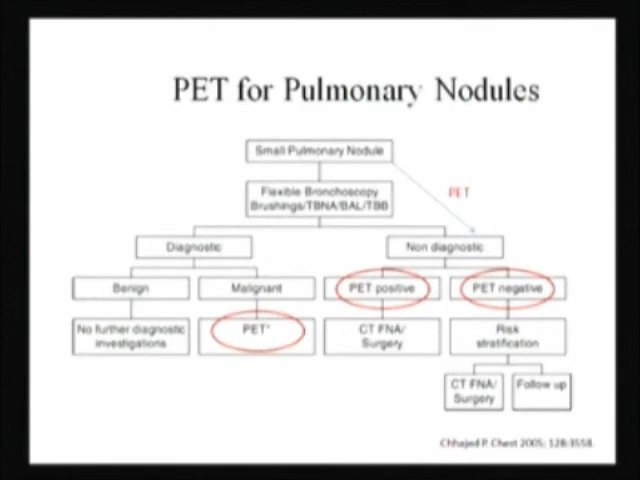 PET for Pulmonary Nodules
Small Pulmonary Nodule
Flexible Bronchoscopy
Brushings/TBNA/BAL/TBB
PET
Diagnostic
Non diagnostic
Benign
Malignant
PET positive
PET negative
No further diagnostic
investigations
PET*
CT FNA/
Surgery
Risk
stratification
CT FNA/
Surgery
Follow up
Chhajed P. Chest 2005; 128:3558.